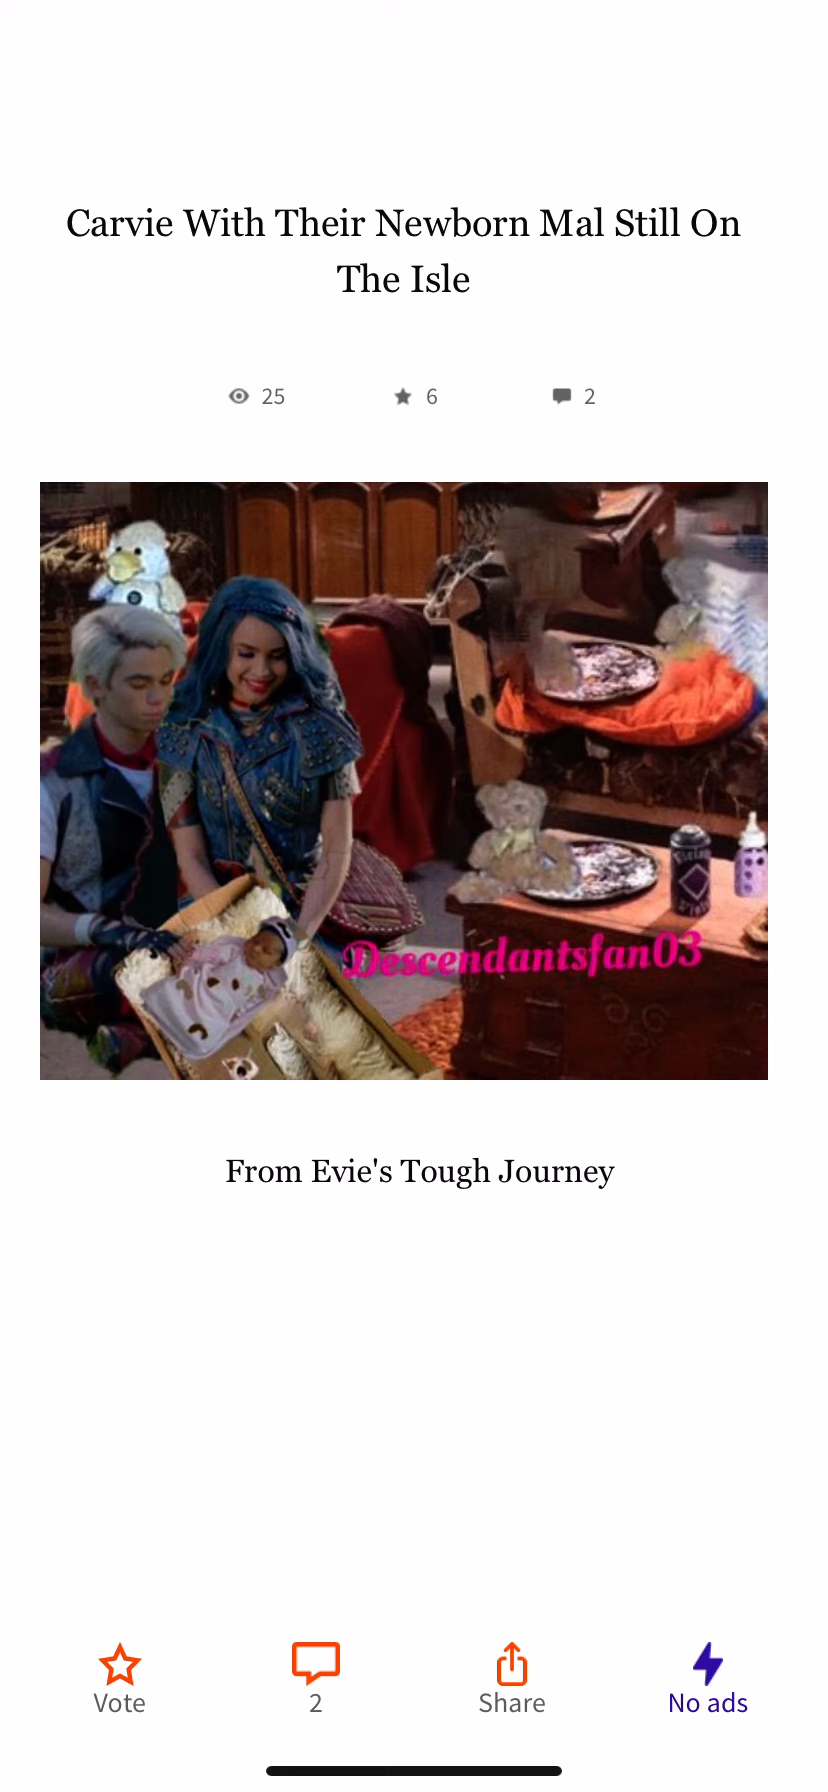 Carvie With Their Newborn Mal Still On
The Isle
25 6 2
Descendantsfan03
From Evie's Tough Journey
Vote 2 Share No ads